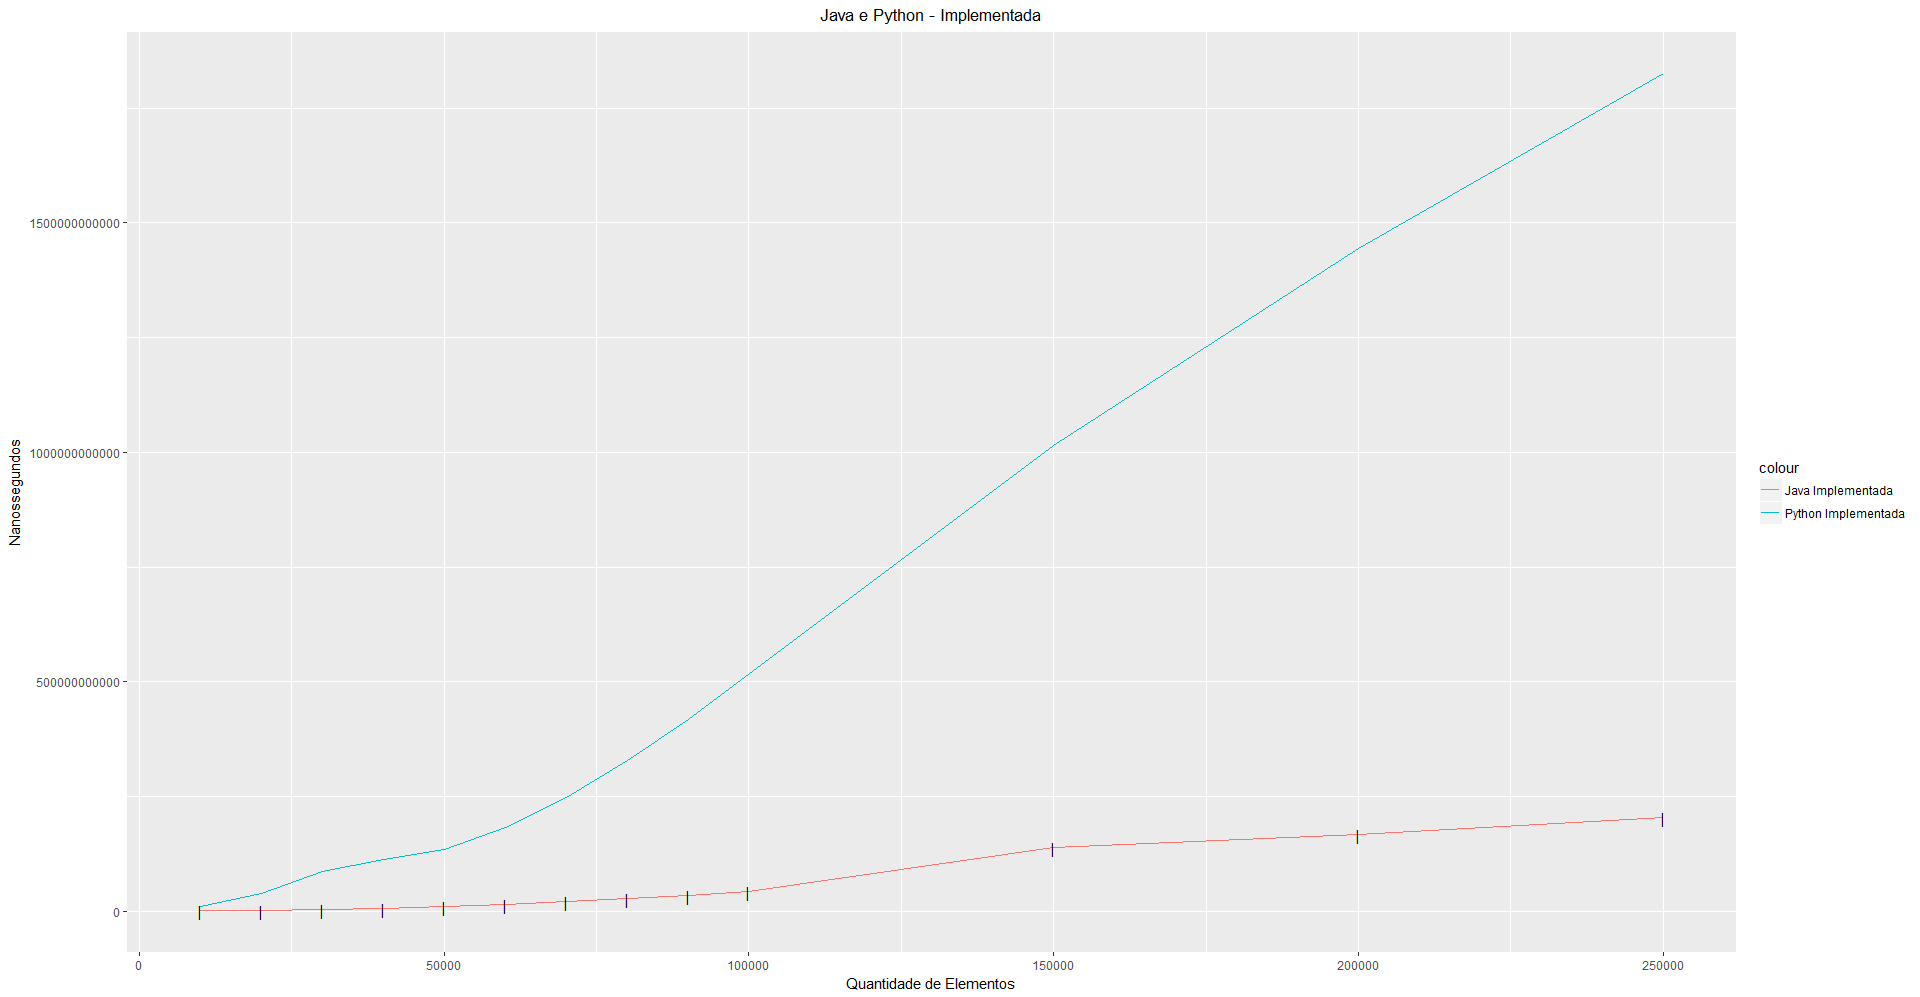 Java e Python - Implementada
1500000000000
1000000000000
500000000000
0
Nanossegundos
0 50000 100000 150000 200000 250000
Quantidade de Elementos
colour
Java Implementada
Python Implementada